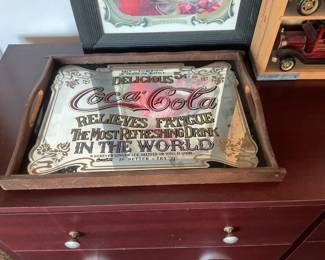 DELICIOUS 5¢
Coca-Cola
RELIEVES FATIGUE
THE MOST REFRESHING DRINK
IN THE WORLD